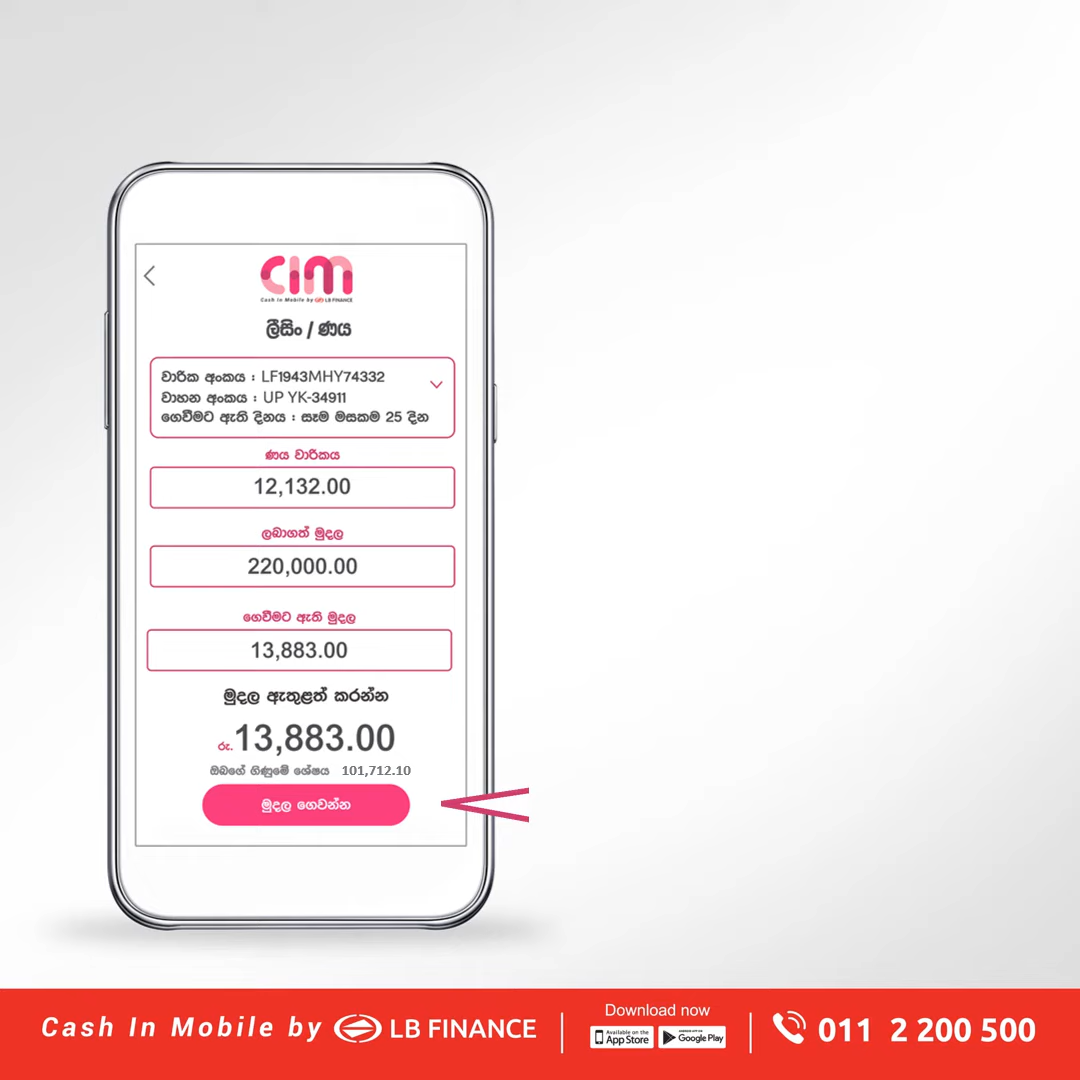 cim
Cash In Mobile by LB FINANCE
ලීසිං / ණය
වාරික අංකය : LF1943MHY74332
වාහන අංකය : UP YK-34911
ගෙවීමට ඇති දිනය : සෑම මසකම 25 දින
ණය වාරිකය
12,132.00
ලබාගත් මුදල
220,000.00
ගෙවීමට ඇති මුදල
13,883.00
මුදල ඇතුළත් කරන්න
රු.13,883.00
ඔබගේ ගිණුමේ ශේෂය 101,712.10
මුදල ගෙවන්න
Cash In Mobile by LB FINANCE
Download now
Available on the App Store
ANDROID APP ON Google Play
011 2 200 500